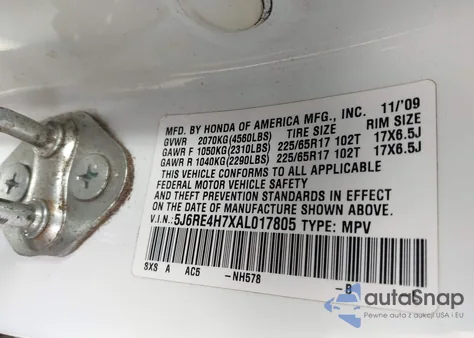 MFD. BY HONDA OF AMERICA MFG., INC. 11/'09
GVWR 2070KG(4560LBS) TIRE SIZE RIM SIZE
GAWR F 1050KG(2310LBS) 225/65R17 102T 17X6.5J
GAWR R 1040KG(2290LBS) 225/65R17 102T 17X6.5J
THIS VEHICLE CONFORMS TO ALL APPLICABLE
FEDERAL MOTOR VEHICLE SAFETY
AND THEFT PREVENTION STANDARDS IN EFFECT ON
THE DATE OF MANUFACTURE SHOWN ABOVE.
V.I.N.:5J6RE4H7XAL017805 TYPE: MPV
SXS A AC5 -NH578 -B
autoSnap
Pewne auta z aukcji USA i EU